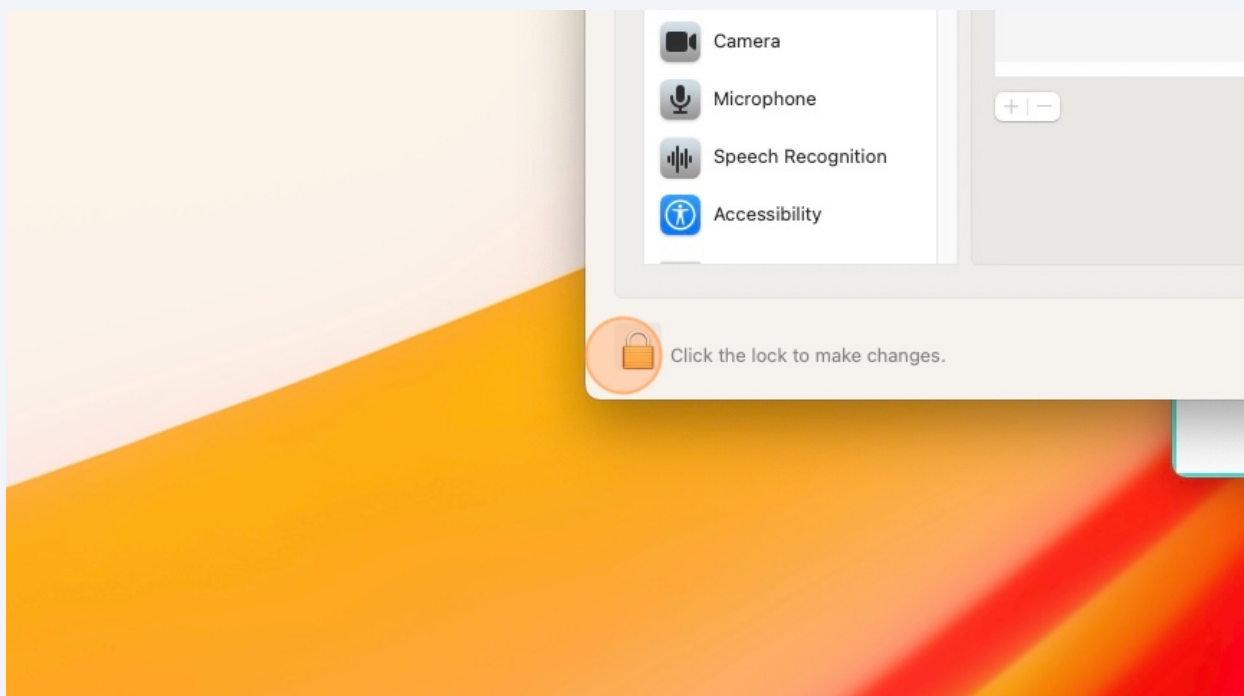 Camera
Microphone
Speech Recognition
Accessibility
Click the lock to make changes.